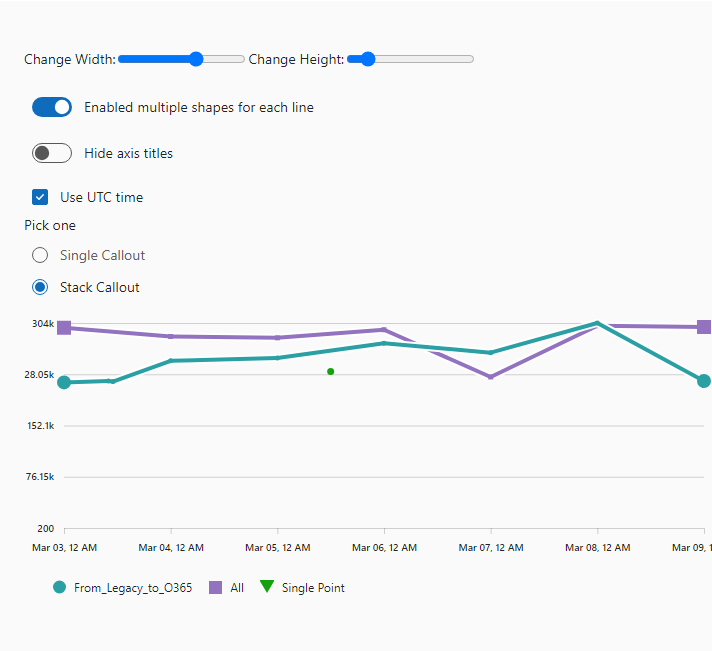 Change Width: Change Height:
Enabled multiple shapes for each line
Hide axis titles
Use UTC time
Pick one
Single Callout
Stack Callout
304k
28.05k
152.1k
76.15k
200
Mar 03, 12 AM Mar 04, 12 AM Mar 05, 12 AM Mar 06, 12 AM Mar 07, 12 AM Mar 08, 12 AM Mar 09, 1
From_Legacy_to_O365 All Single Point